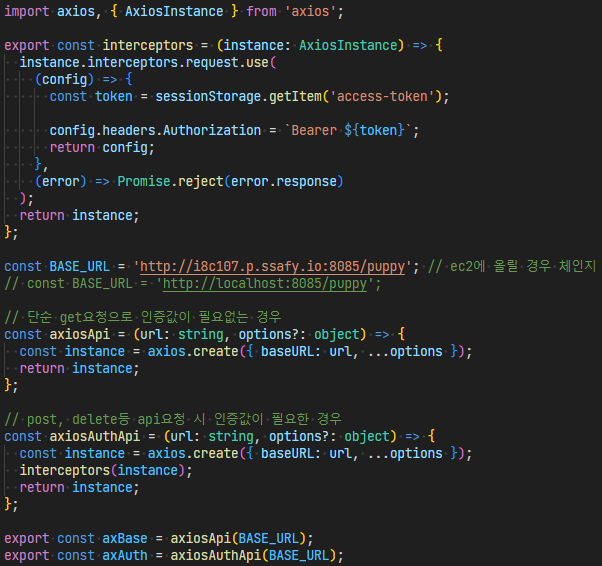 import axios, { AxiosInstance } from 'axios';

export const interceptors = (instance: AxiosInstance) => {
  instance.interceptors.request.use(
    (config) => {
      const token = sessionStorage.getItem('access-token');

      config.headers.Authorization = `Bearer ${token}`;
      return config;
    },
    (error) => Promise.reject(error.response)
  );
  return instance;
};

const BASE_URL = 'http://i8c107.p.ssafy.io:8085/puppy'; // ec2에 올릴 경우 체인지
// const BASE_URL = 'http://localhost:8085/puppy';

// 단순 get요청으로 인증값이 필요없는 경우
const axiosApi = (url: string, options?: object) => {
  const instance = axios.create({ baseURL: url, ...options });
  return instance;
};

// post, delete등 api요청 시 인증값이 필요한 경우
const axiosAuthApi = (url: string, options?: object) => {
  const instance = axios.create({ baseURL: url, ...options });
  interceptors(instance);
  return instance;
};

export const axBase = axiosApi(BASE_URL);
export const axAuth = axiosAuthApi(BASE_URL);